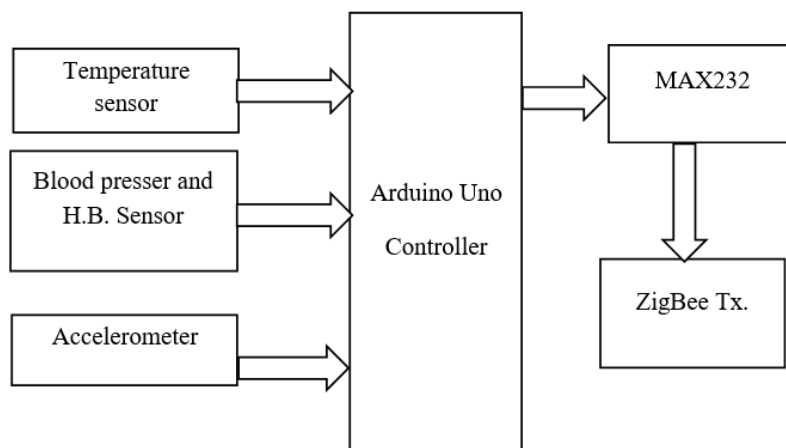 Temperature
sensor
Blood presser and
H.B. Sensor
Accelerometer
Arduino Uno
Controller
MAX232
ZigBee Tx.